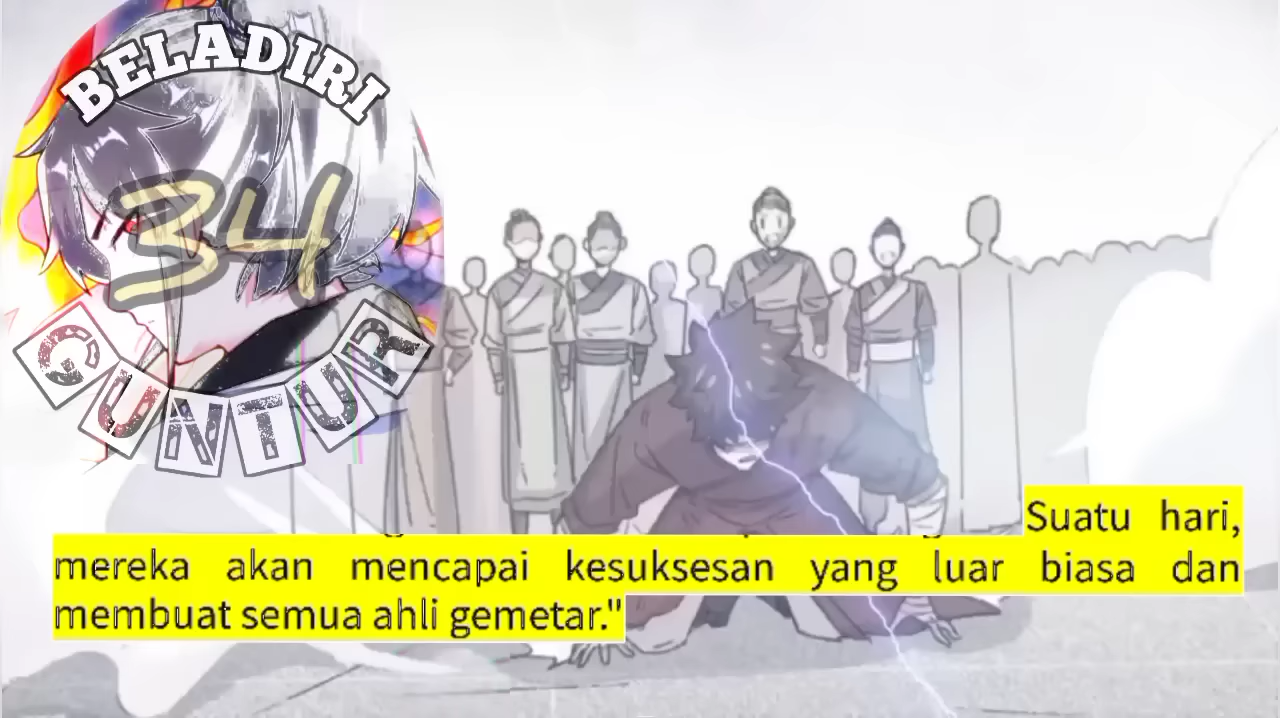 BELADIRI
34
GUNTUR
Suatu hari,
mereka akan mencapai kesuksesan yang luar biasa dan
membuat semua ahli gemetar."